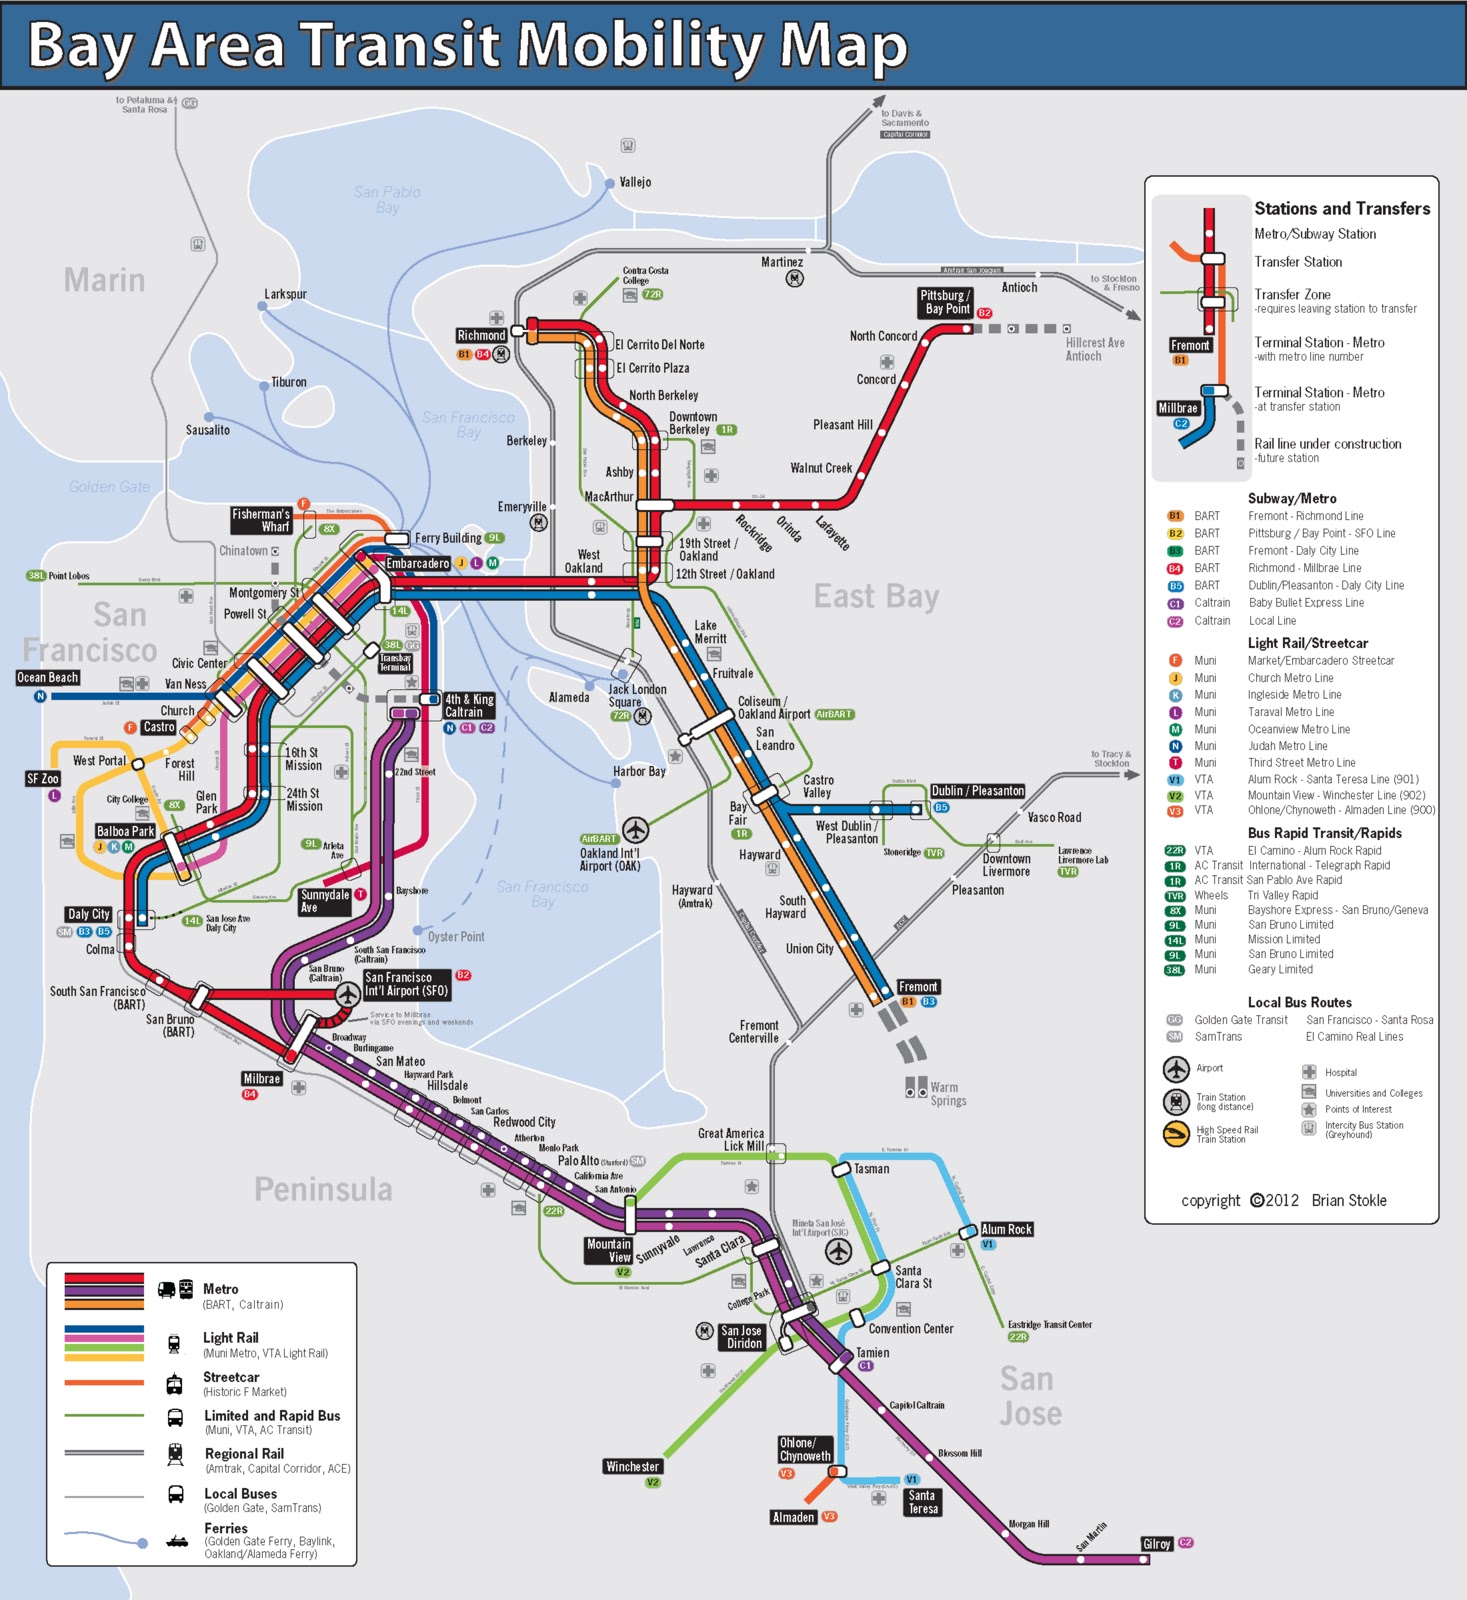 Bay Area Transit Mobility Map
to Petaluma &
Santa Rosa
GG
to Davis &
Sacramento
Capitol Corridor
San Pablo
Bay
Vallejo
Marin
Larkspur
Tiburon
Sausalito
San Francisco
Bay
Golden Gate
Martinez
Amtrak San Joaquin
Antioch
to Stockton
& Fresno
Contra Costa
College
72R
Pittsburg /
Bay Point
B2
Hillcrest Ave
Antioch
North Concord
Concord
Pleasant Hill
Walnut Creek
Lafayette
Orinda
Rockridge
Richmond
B1 B4
El Cerrito Del Norte
El Cerrito Plaza
North Berkeley
Downtown
Berkeley
1R
Berkeley
Ashby
MacArthur
Emeryville
19th Street /
Oakland
12th Street / Oakland
West
Oakland
East Bay
Fisherman's
Wharf
F
8X
The Embarcadero
Ferry Building 9L
Chinatown
Embarcadero J L M
38L Point Lobos
Geary Blvd
Montgomery St
Powell St
14L
San
Francisco
38L GG
Transbay
Terminal
Civic Center
Van Ness
Ocean Beach
N
Judah St
Church
F Castro
4th & King
Caltrain
N C1 C2
West Portal
Forest
Hill
SF Zoo
L
16th St
Mission
24th St
Mission
22nd Street
City College
8X
Glen
Park
Balboa Park
J K M
9L Arleta
Ave
Sunnydale
Ave
T
Bayshore
Daly City
SM B3 B5
14L San Jose Ave
Daly City
Colma
South San Francisco
(Caltrain)
San Bruno
(Caltrain)
Oyster Point
South San Francisco
(BART)
San Bruno
(BART)
San Francisco
Int'l Airport (SFO)
B2
Service to Millbrae
via SFO evenings and weekends
Milbrae
B4
Broadway
Burlingame
San Mateo
Hayward Park
Hillsdale
Belmont
San Carlos
Redwood City
Atherton
Menlo Park
Palo Alto (Stanford) SM
California Ave
San Antonio
22R
Peninsula
Mountain
View
V2
Sunnyvale
Lawrence
Santa Clara
College Park
San Jose
Diridon
Lake
Merritt
Fruitvale
Alameda
Jack London
Square
72R
Coliseum /
Oakland Airport AirBART
San
Leandro
Harbor Bay
AirBART
Oakland Int'l
Airport (OAK)
San Francisco
Bay
Castro
Valley
Bay
Fair
1R
Dublin / Pleasanton
B5
West Dublin /
Pleasanton
Stoneridge TVR
to Tracy &
Stockton
Vasco Road
Downtown
Livermore
Lawrence
Livermore Lab
TVR
Pleasanton
Hayward
Hayward
(Amtrak)
Capitol Corridor
ACE
South
Hayward
Union City
Fremont
B1 B3
Fremont
Centerville
Warm
Springs
Great America
Lick Mill
Tasman
Alum Rock
V1
Mineta San José
Int'l Airport (SJC)
Santa
Clara St
Convention Center
Eastridge Transit Center
22R
Tamien
C1
San
Jose
Capitol Caltrain
Blossom Hill
Winchester
V2
Ohlone/
Chynoweth
V3
V1
Santa
Teresa
Almaden V3
Morgan Hill
San Martin
Gilroy C2
Stations and Transfers
Metro/Subway Station
Transfer Station
Transfer Zone
-requires leaving station to transfer
Fremont
B1
Terminal Station - Metro
-with metro line number
Millbrae
C2
Terminal Station - Metro
-at transfer station
Rail line under construction
-future station
Subway/Metro
B1 BART Fremont - Richmond Line
B2 BART Pittsburg / Bay Point - SFO Line
B3 BART Fremont - Daly City Line
B4 BART Richmond - Millbrae Line
B5 BART Dublin/Pleasanton - Daly City Line
C1 Caltrain Baby Bullet Express Line
C2 Caltrain Local Line
Light Rail/Streetcar
F Muni Market/Embarcadero Streetcar
J Muni Church Metro Line
K Muni Ingleside Metro Line
L Muni Taraval Metro Line
M Muni Oceanview Metro Line
N Muni Judah Metro Line
T Muni Third Street Metro Line
V1 VTA Alum Rock - Santa Teresa Line (901)
V2 VTA Mountain View - Winchester Line (902)
V3 VTA Ohlone/Chynoweth - Almaden Line (900)
Bus Rapid Transit/Rapids
22R VTA El Camino - Alum Rock Rapid
1R AC Transit International - Telegraph Rapid
1R AC Transit San Pablo Ave Rapid
TVR Wheels Tri Valley Rapid
8X Muni Bayshore Express - San Bruno/Geneva
9L Muni San Bruno Limited
14L Muni Mission Limited
9L Muni San Bruno Limited
38L Muni Geary Limited
Local Bus Routes
GG Golden Gate Transit San Francisco - Santa Rosa
SM SamTrans El Camino Real Lines
Airport
Train Station
(long distance)
High Speed Rail
Train Station
Hospital
Universities and Colleges
Points of Interest
Intercity Bus Station
(Greyhound)
copyright ©2012 Brian Stokle
Metro
(BART, Caltrain)
Light Rail
(Muni Metro, VTA Light Rail)
Streetcar
(Historic F Market)
Limited and Rapid Bus
(Muni, VTA, AC Transit)
Regional Rail
(Amtrak, Capital Corridor, ACE)
Local Buses
(Golden Gate, SamTrans)
Ferries
(Golden Gate Ferry, Baylink,
Oakland/Alameda Ferry)